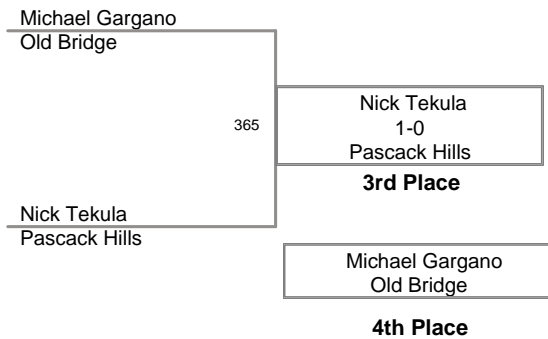 Michael Gargano
Old Bridge
365
Nick Tekula
1-0
Pascack Hills
3rd Place
Nick Tekula
Pascack Hills
Michael Gargano
Old Bridge
4th Place